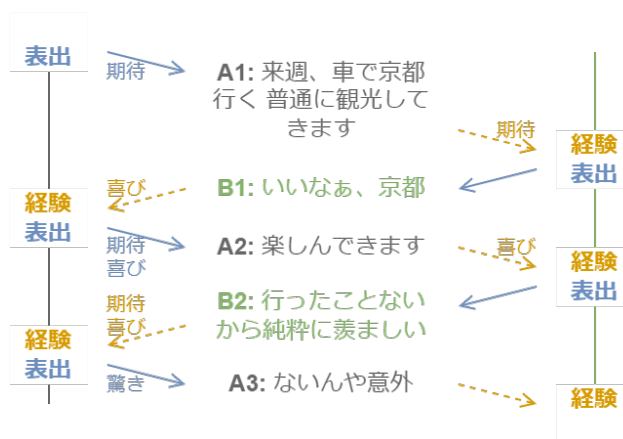 表出
期待
A1: 来週、車で京都
行く 普通に観光して
きます
期待
経験
表出
喜び
B1: いいなぁ、京都
経験
表出
期待
喜び
A2: 楽しんできます
喜び
経験
表出
期待
喜び
B2: 行ったことない
から純粋に羨ましい
経験
表出
驚き
A3: ないんや意外
経験